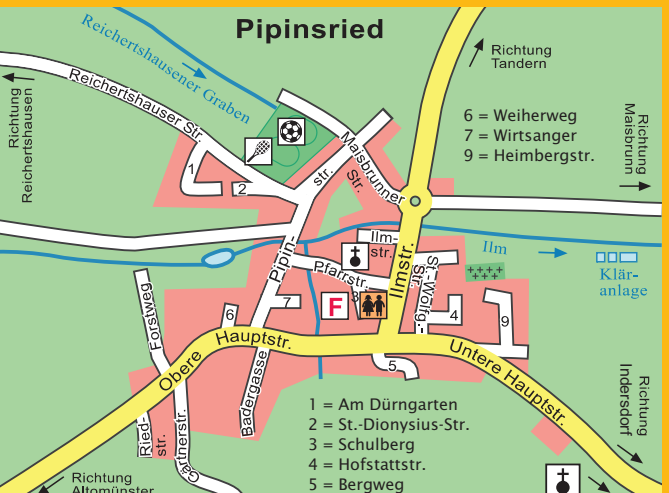 Pipinsried
Reichertshausener Graben
Richtung
Tandern
Reichertshauser Str.
Richtung
Reichertshausen
6 = Weiherweg
7 = Wirtsanger
9 = Heimbergstr.
Richtung
Maisbrunn
Maisbrunner
Str.
1
2
Pipin-
str.
Ilm-
str.
Ilmstr.
Ilm
Klär-
anlage
Pfarrstr.
3
St.-Wolfg.-
Str.
F
Forstweg
6
7
4
9
5
Obere Hauptstr.
Untere Hauptstr.
Badergasse
Ried-
str.
Gärtnerstr.
Richtung
Indersdorf
1 = Am Dürngarten
2 = St.-Dionysius-Str.
3 = Schulberg
4 = Hofstattstr.
5 = Bergweg
Richtung
Altomünster